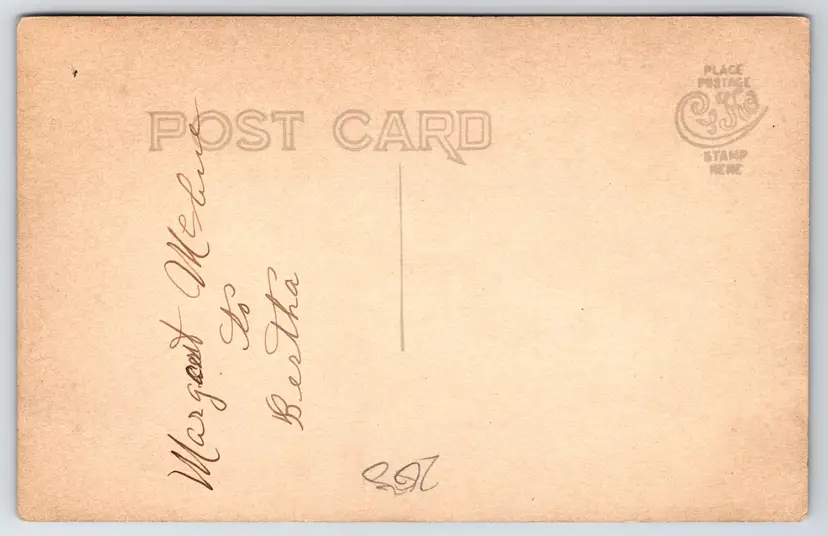 POST CARD
PLACE
POSTAGE
STAMP
HERE
Margaret
to
Bertha